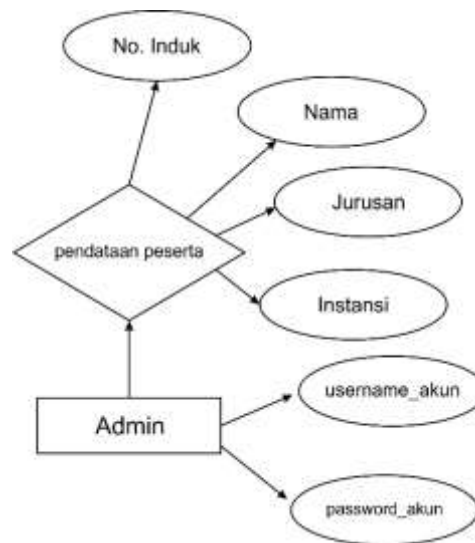 No. Induk
Nama
Jurusan
pendataan peserta
Instansi
username_akun
Admin
password_akun